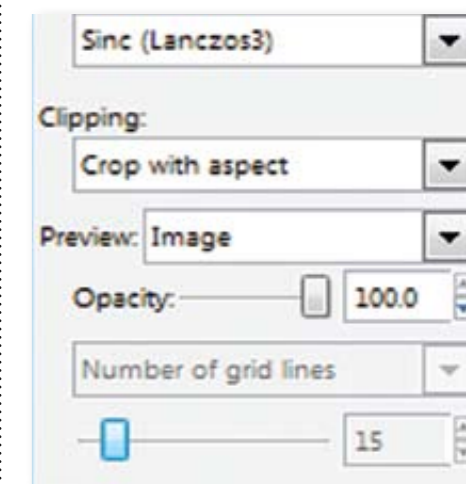 Sinc (Lanczos3)
Clipping:
Crop with aspect
Preview: Image
Opacity: 100.0
Number of grid lines
15